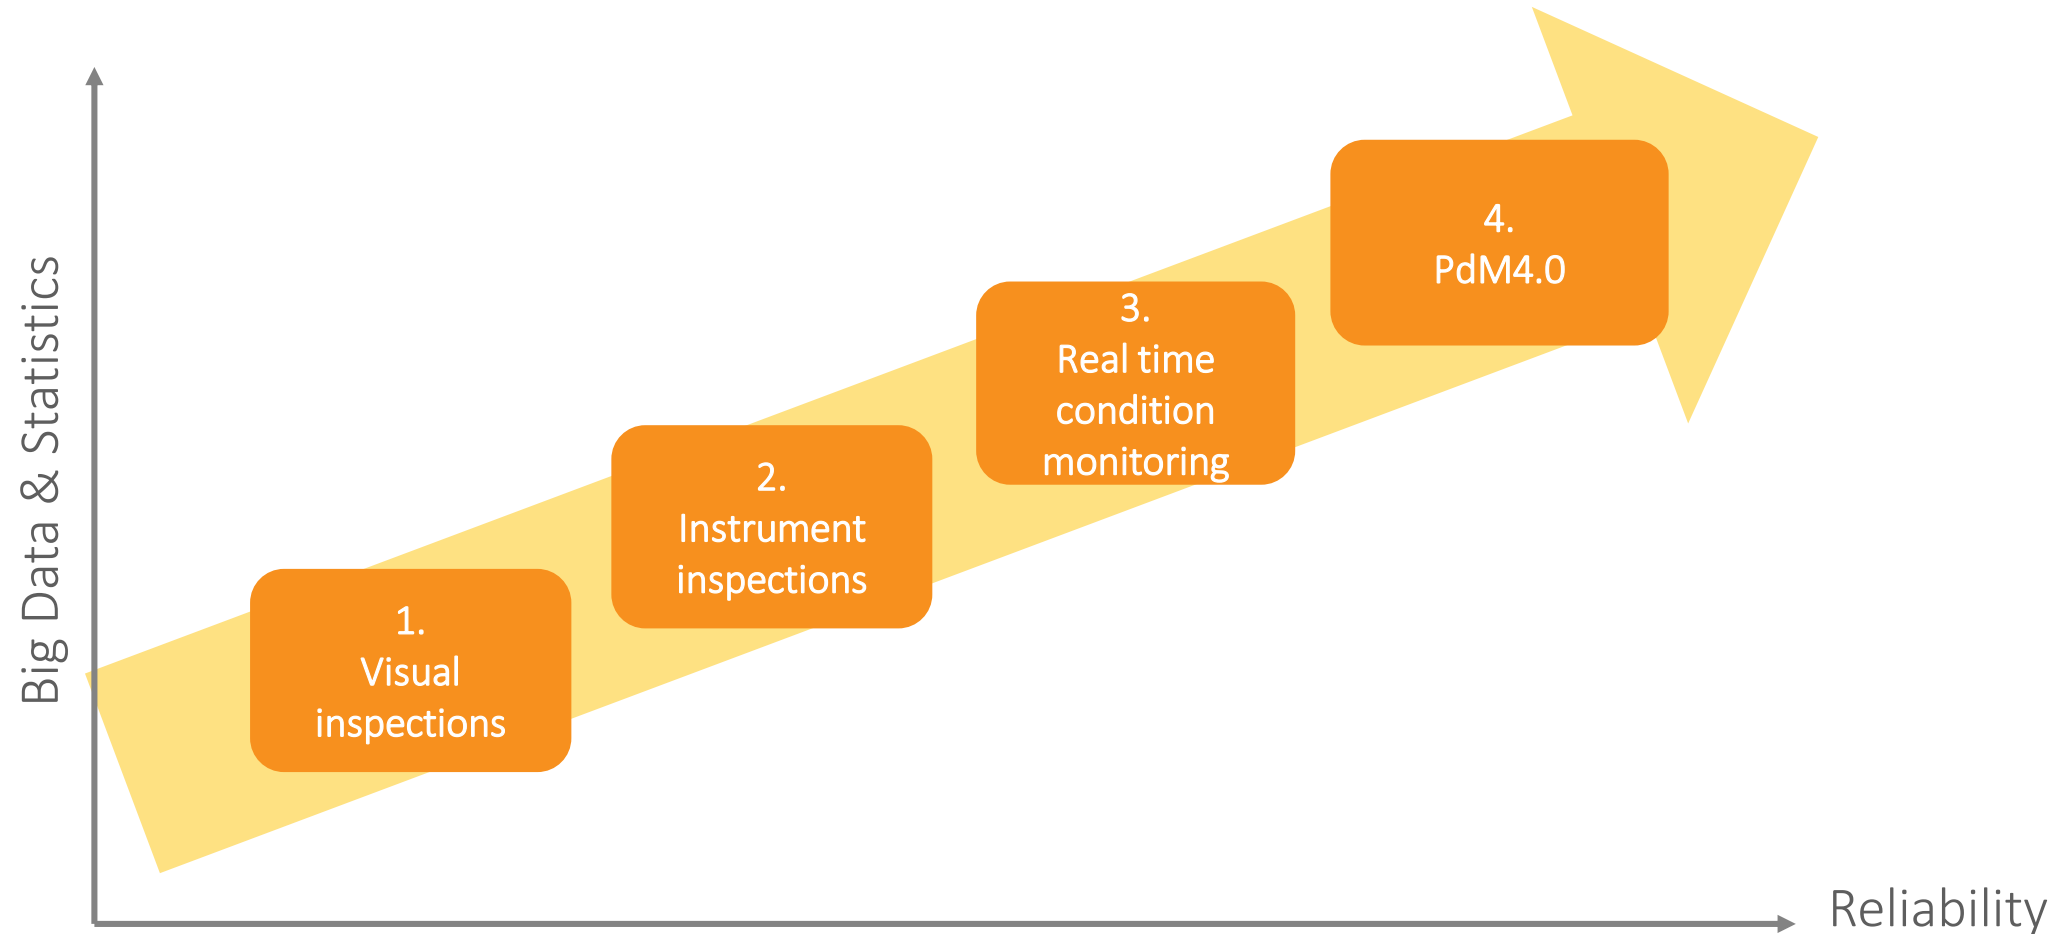 Big Data & Statistics
1.
Visual
inspections
2.
Instrument
inspections
3.
Real time
condition
monitoring
4.
PdM4.0
Reliability